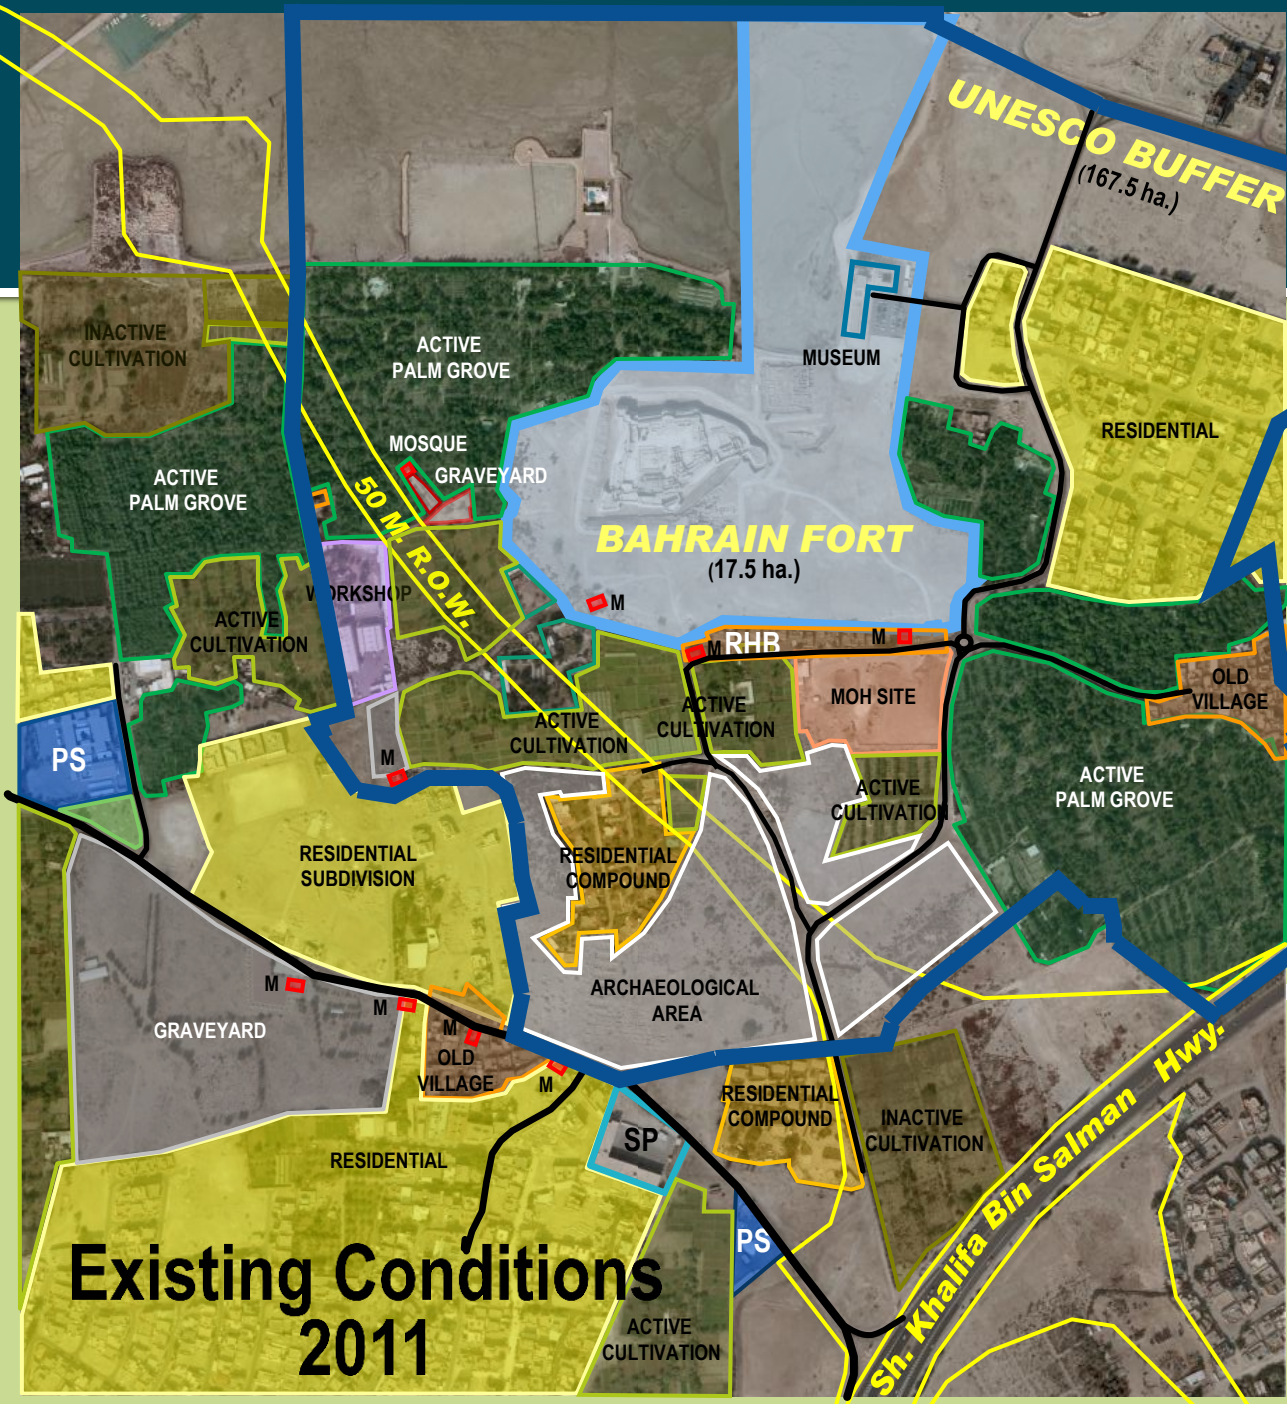 UNESCO BUFFER
(167.5 ha.)
INACTIVE
CULTIVATION
ACTIVE
PALM GROVE
MUSEUM
RESIDENTIAL
MOSQUE
GRAVEYARD
ACTIVE
PALM GROVE
50 M. R.O.W.
BAHRAIN FORT
(17.5 ha.)
WORKSHOP
M
ACTIVE
CULTIVATION
M
RHB
M
OLD
VILLAGE
MOH SITE
ACTIVE
CULTIVATION
ACTIVE
CULTIVATION
PS
M
ACTIVE
PALM GROVE
ACTIVE
CULTIVATION
RESIDENTIAL
SUBDIVISION
RESIDENTIAL
COMPOUND
M
M
ARCHAEOLOGICAL
AREA
GRAVEYARD
M
OLD
VILLAGE
M
RESIDENTIAL
COMPOUND
INACTIVE
CULTIVATION
SP
RESIDENTIAL
Sh. Khalifa Bin Salman Hwy.
PS
Existing Conditions
2011
ACTIVE
CULTIVATION